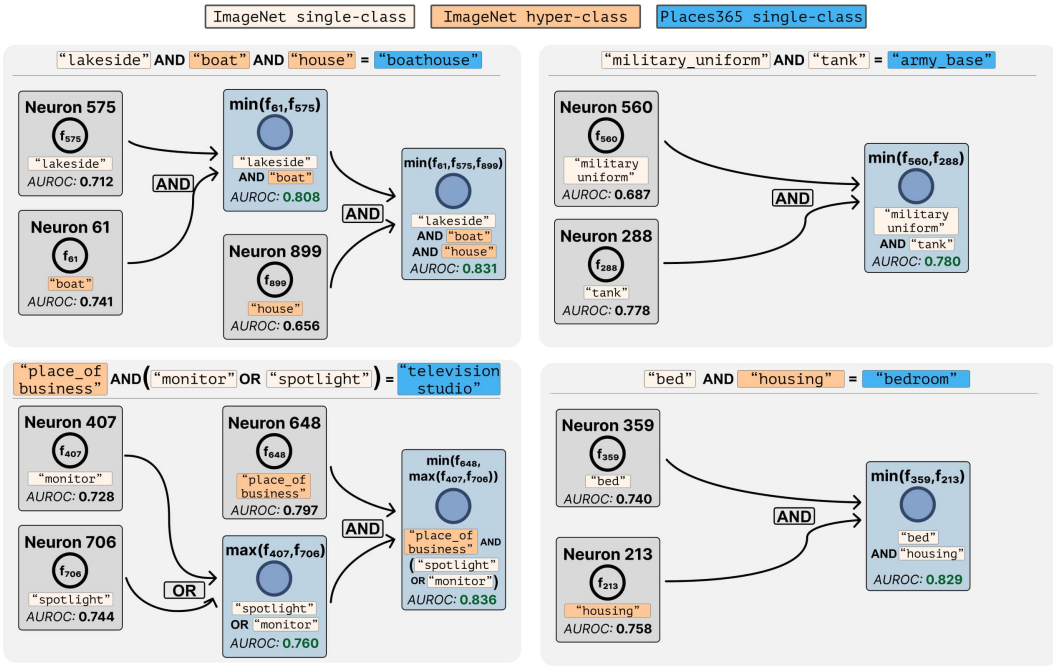 ImageNet single-class
ImageNet hyper-class
Places365 single-class
“lakeside” AND “boat” AND “house” = “boathouse”
Neuron 575
f575
“lakeside”
AUROC: 0.712
Neuron 61
f61
“boat”
AUROC: 0.741
AND
min(f61,f575)
“lakeside”
AND “boat”
AUROC: 0.808
Neuron 899
f899
“house”
AUROC: 0.656
AND
min(f61,f575,f899)
“lakeside”
AND “boat”
AND “house”
AUROC: 0.831
“military_uniform” AND “tank” = “army_base”
Neuron 560
f560
“military
uniform”
AUROC: 0.687
Neuron 288
f288
“tank”
AUROC: 0.778
AND
min(f560,f288)
“military
uniform”
AND “tank”
AUROC: 0.780
“place_of
business” AND(“monitor” OR “spotlight”) = “television
studio”
Neuron 407
f407
“monitor”
AUROC: 0.728
Neuron 706
f706
“spotlight”
AUROC: 0.744
OR
Neuron 648
f648
“place_of
business”
AUROC: 0.797
max(f407,f706)
“spotlight”
OR “monitor”
AUROC: 0.760
AND
min(f648,
max(f407,f706))
“place_of
business” AND
(“spotlight”
OR “monitor”)
AUROC: 0.836
“bed” AND “housing” = “bedroom”
Neuron 359
f359
“bed”
AUROC: 0.740
Neuron 213
f213
“housing”
AUROC: 0.758
AND
min(f359,f213)
“bed”
AND “housing”
AUROC: 0.829